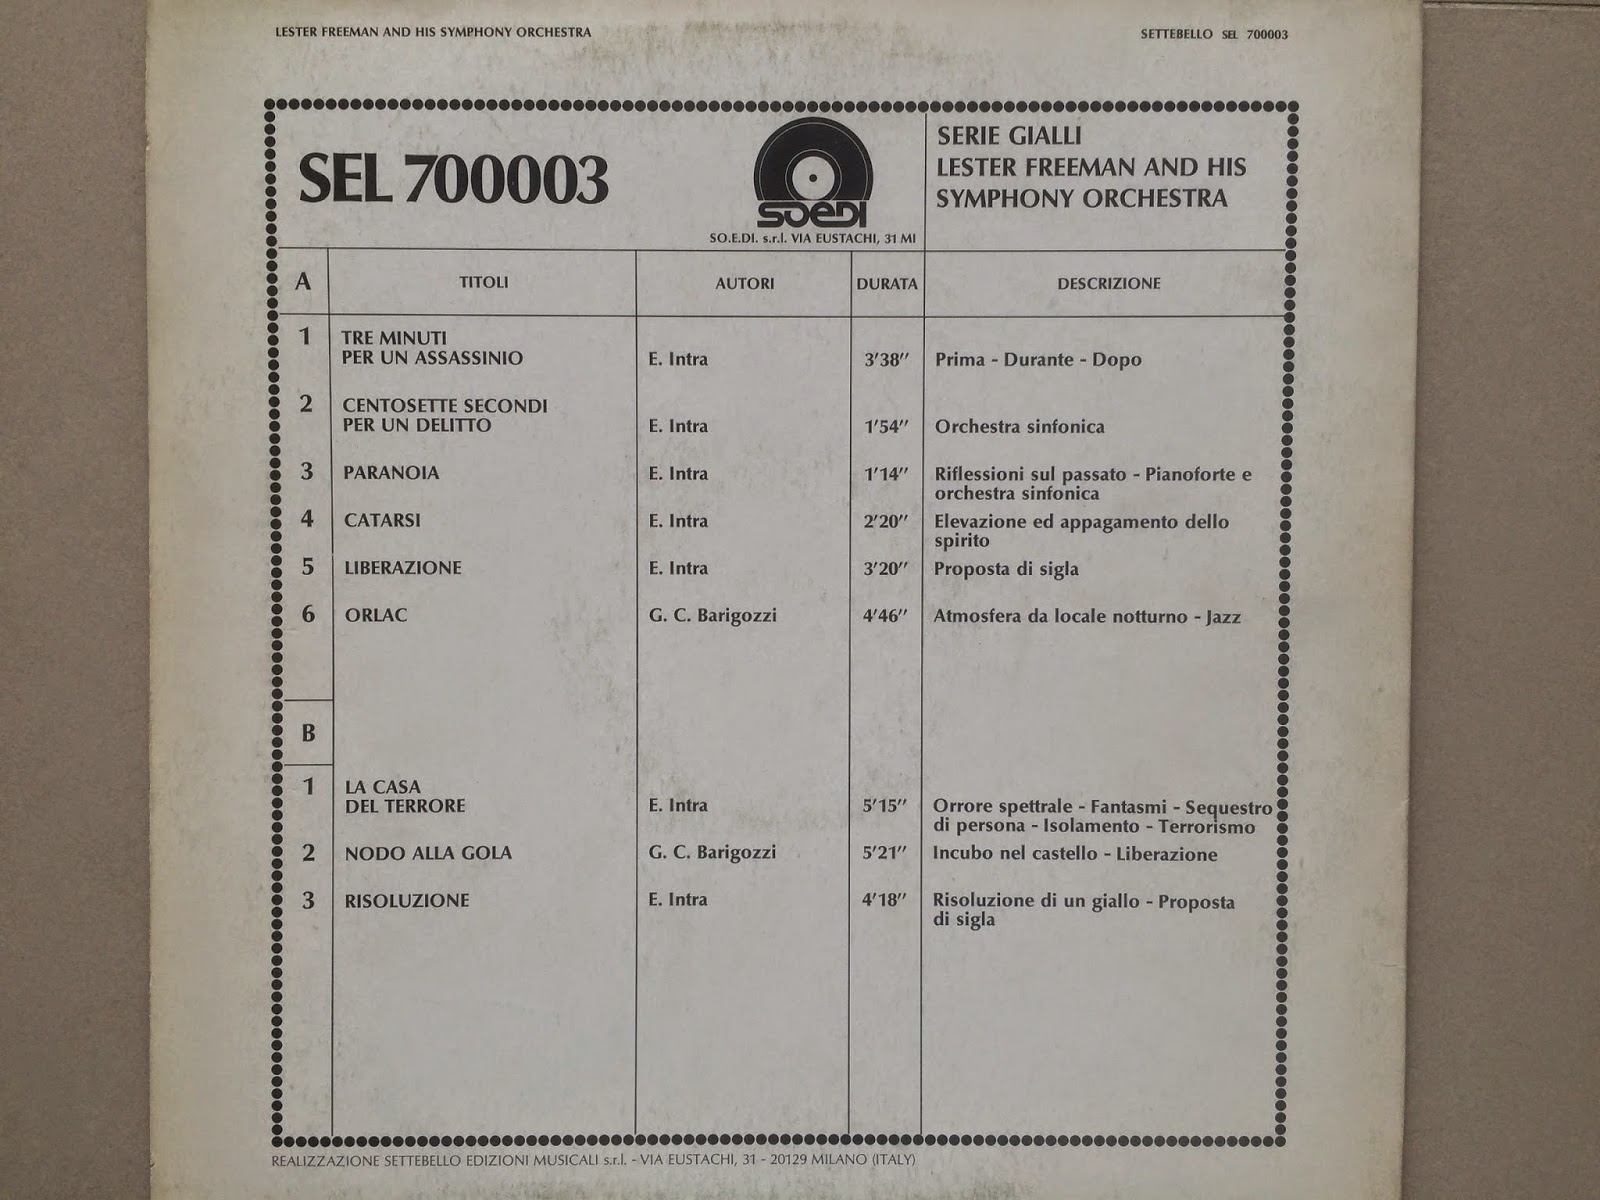 LESTER FREEMAN AND HIS SYMPHONY ORCHESTRA
SETTEBELLO SEL 700003
SEL 700003
SOEDI
SO.E.DI. s.r.l. VIA EUSTACHI, 31 MI
SERIE GIALLI
LESTER FREEMAN AND HIS
SYMPHONY ORCHESTRA
A TITOLI AUTORI DURATA DESCRIZIONE
1 TRE MINUTI
PER UN ASSASSINIO E. Intra 3'38'' Prima - Durante - Dopo
2 CENTOSETTE SECONDI
PER UN DELITTO E. Intra 1'54'' Orchestra sinfonica
3 PARANOIA E. Intra 1'14'' Riflessioni sul passato - Pianoforte e
orchestra sinfonica
4 CATARSI E. Intra 2'20'' Elevazione ed appagamento dello
spirito
5 LIBERAZIONE E. Intra 3'20'' Proposta di sigla
6 ORLAC G. C. Barigozzi 4'46'' Atmosfera da locale notturno - Jazz
B
1 LA CASA
DEL TERRORE E. Intra 5'15'' Orrore spettrale - Fantasmi - Sequestro
di persona - Isolamento - Terrorismo
2 NODO ALLA GOLA G. C. Barigozzi 5'21'' Incubo nel castello - Liberazione
3 RISOLUZIONE E. Intra 4'18'' Risoluzione di un giallo - Proposta
di sigla
REALIZZAZIONE SETTEBELLO EDIZIONI MUSICALI s.r.l. - VIA EUSTACHI, 31 - 20129 MILANO (ITALY)